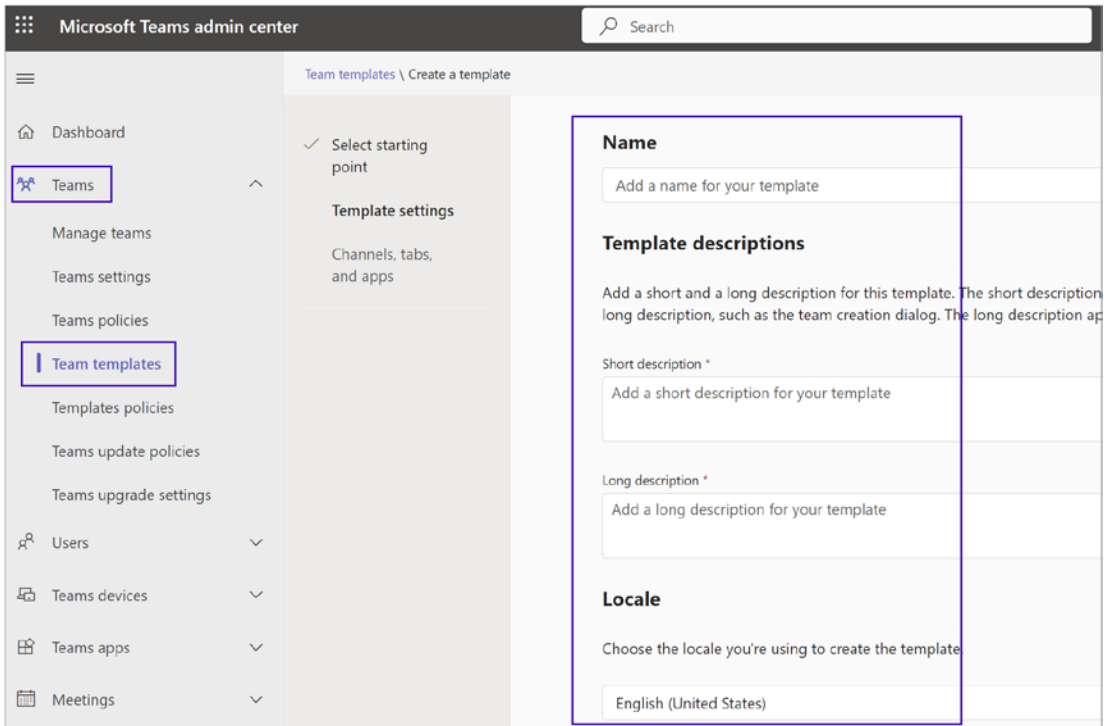 Microsoft Teams admin center
Search
Team templates \ Create a template
Dashboard
Teams
Manage teams
Teams settings
Teams policies
Team templates
Templates policies
Teams update policies
Teams upgrade settings
Users
Teams devices
Teams apps
Meetings
Select starting
point
Template settings
Channels, tabs,
and apps
Name
Add a name for your template
Template descriptions
Add a short and a long description for this template. The short description
long description, such as the team creation dialog. The long description ap
Short description *
Add a short description for your template
Long description *
Add a long description for your template
Locale
Choose the locale you're using to create the template.
English (United States)